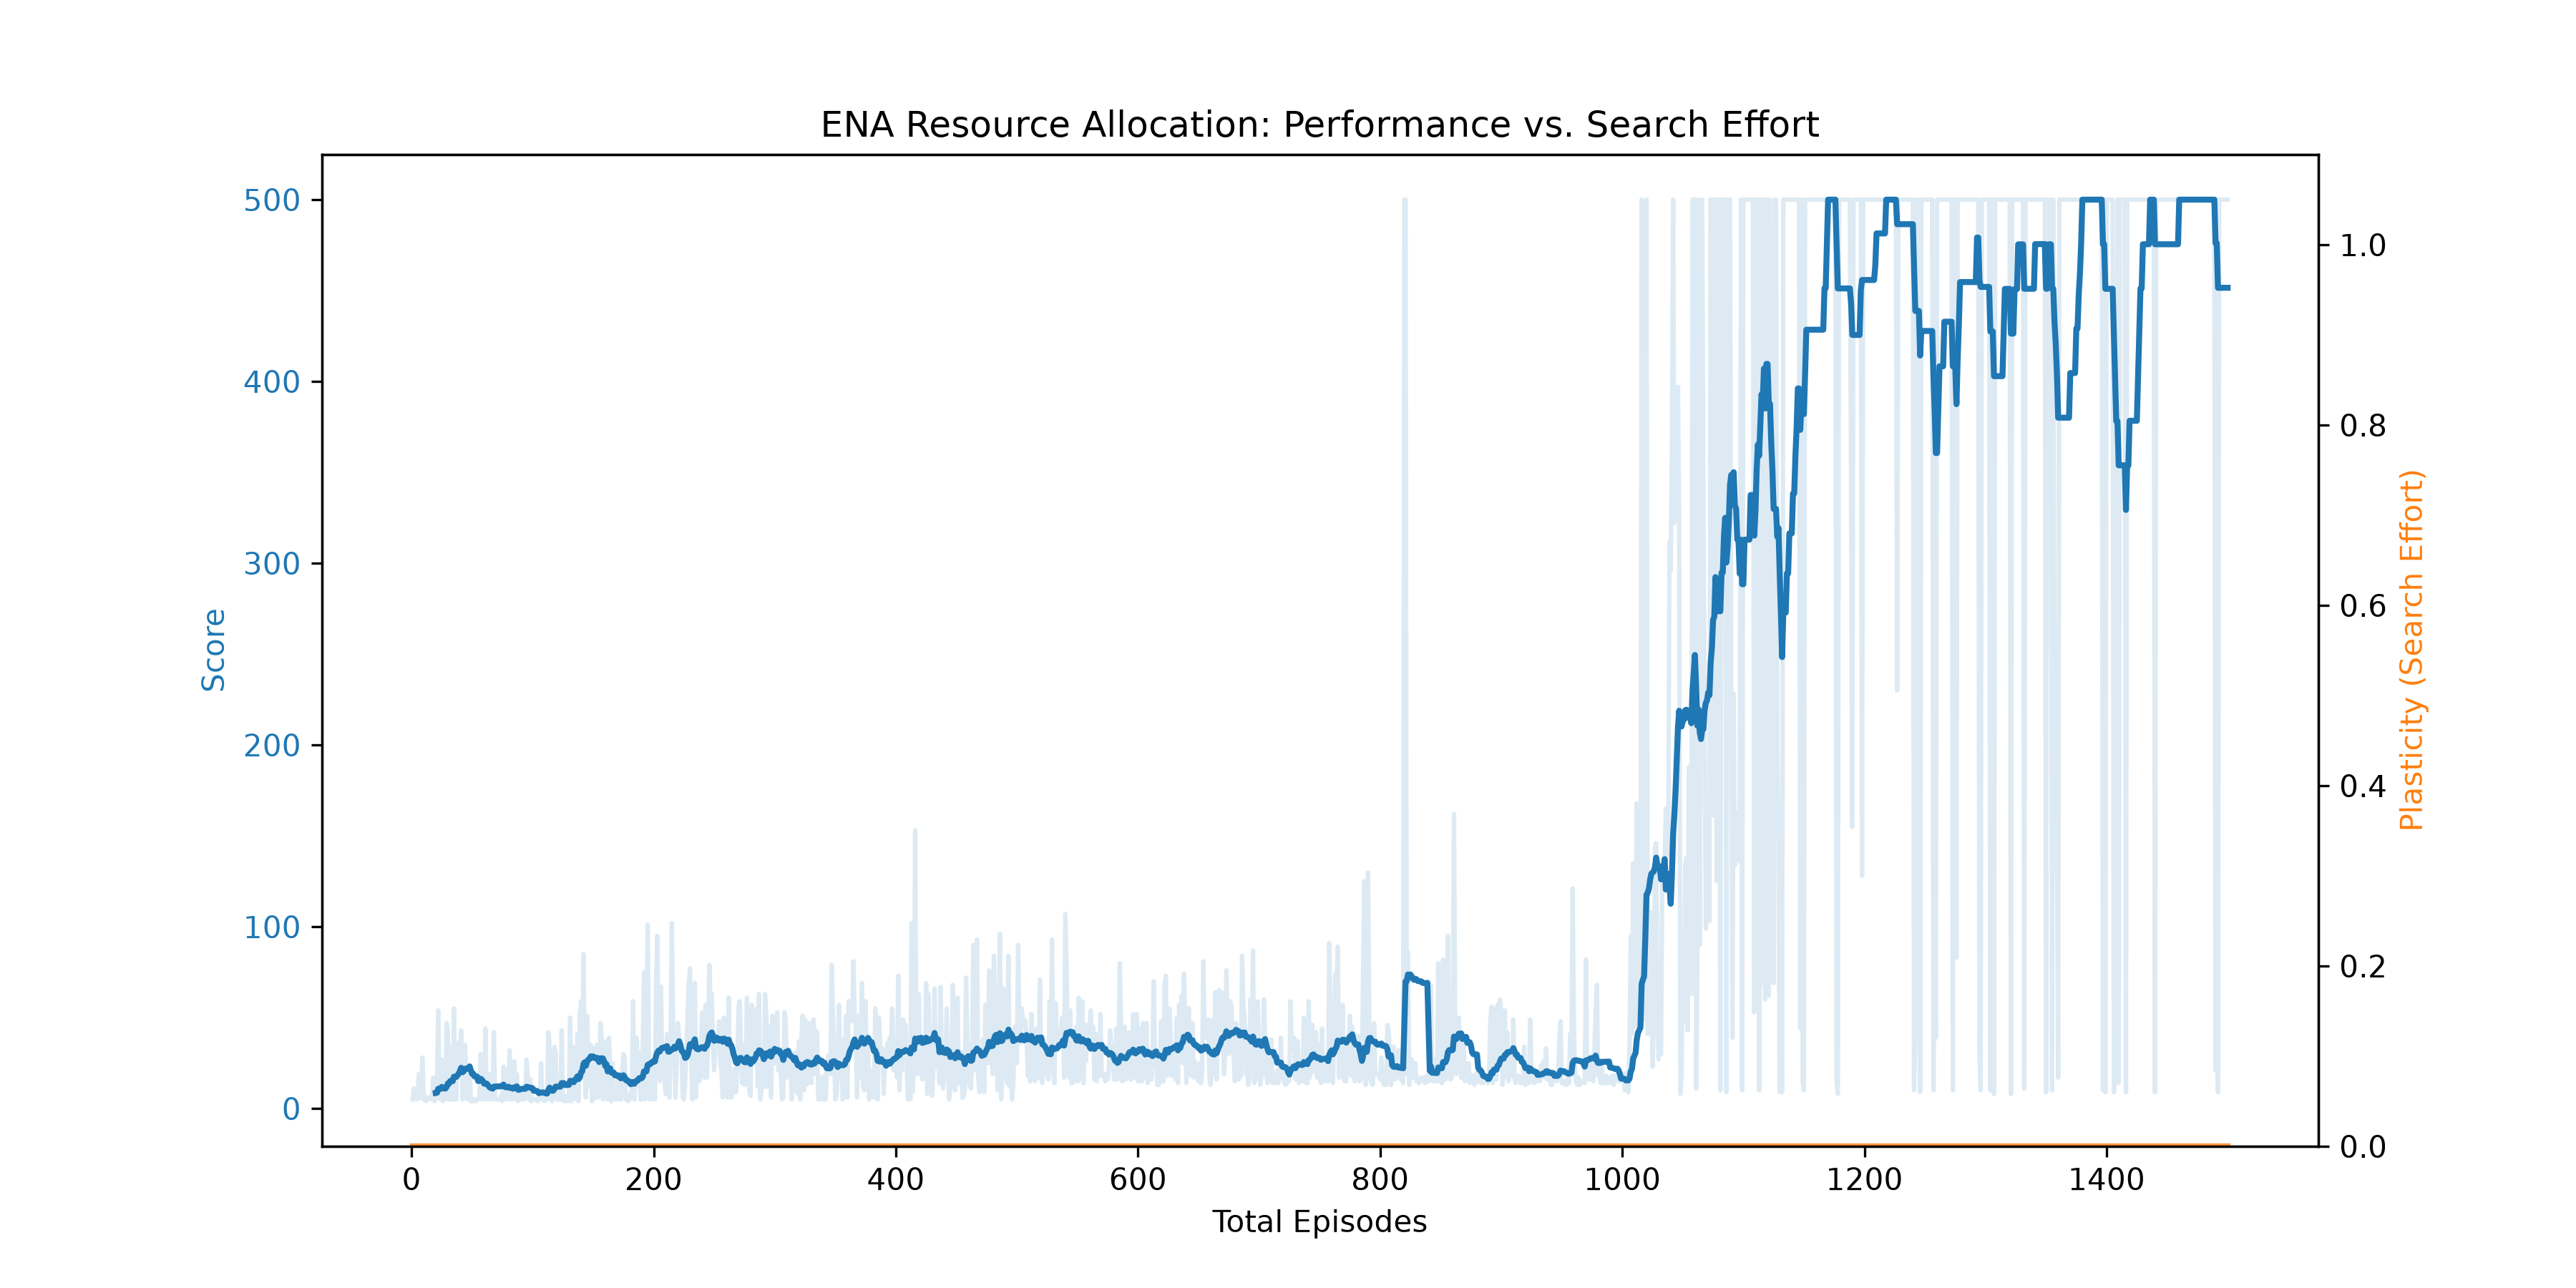 ENA Resource Allocation: Performance vs. Search Effort
500
400
300
200
100
0
Score
1.0
0.8
0.6
0.4
0.2
0.0
Plasticity (Search Effort)
0 200 400 600 800 1000 1200 1400
Total Episodes